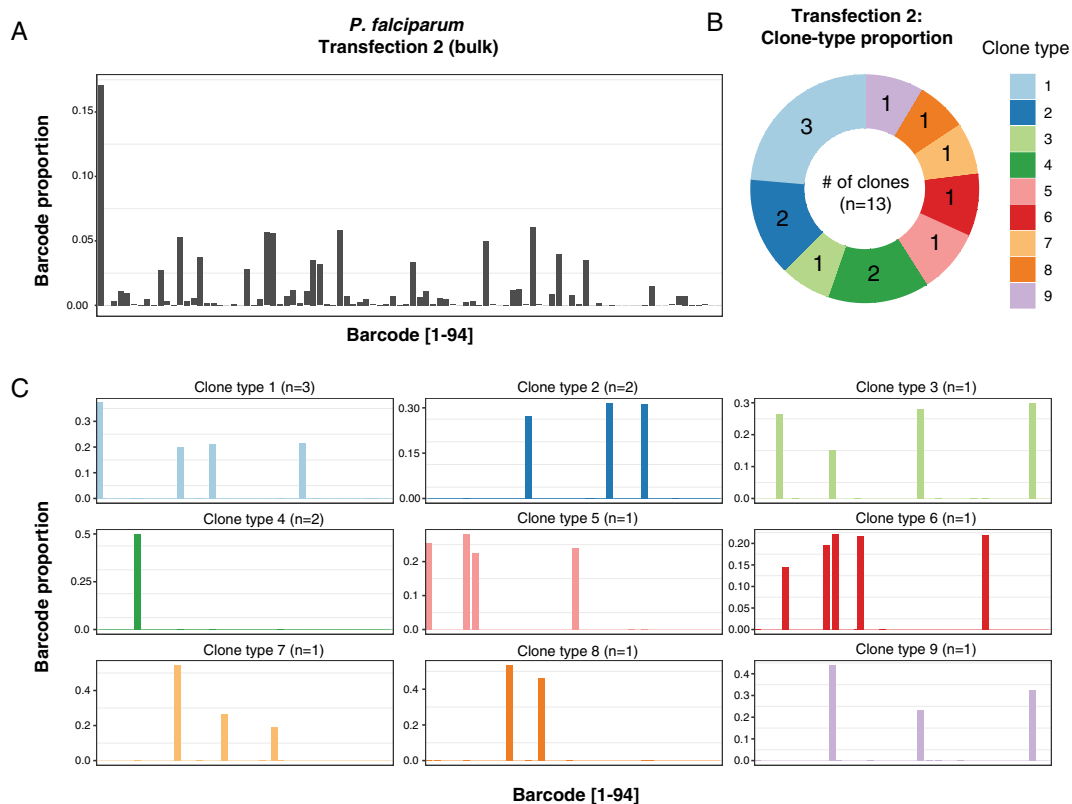 A
P. falciparum
Transfection 2 (bulk)
Barcode proportion
0.15
0.10
0.05
0.00
Barcode [1-94]
B
Transfection 2:
Clone-type proportion
3
2
1
2
1
1
1
1
1
# of clones
(n=13)
Clone type
1
2
3
4
5
6
7
8
9
C
Barcode proportion
Clone type 1 (n=3)
0.3
0.2
0.1
0.0
Clone type 2 (n=2)
0.30
0.15
0.00
Clone type 3 (n=1)
0.3
0.2
0.1
0.0
Clone type 4 (n=2)
0.5
0.25
0.0
Clone type 5 (n=1)
0.2
0.1
0.0
Clone type 6 (n=1)
0.20
0.15
0.10
0.05
0.00
Clone type 7 (n=1)
0.4
0.2
0.0
Clone type 8 (n=1)
0.4
0.2
0.0
Clone type 9 (n=1)
0.4
0.3
0.2
0.1
0.0
Barcode [1-94]